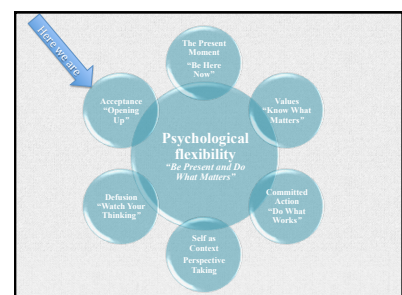 Here we are
The Present
Moment
“Be Here
Now”
Acceptance
“Opening
Up”
Values
“Know What
Matters”
Psychological
flexibility
“Be Present and Do
What Matters”
Defusion
“Watch Your
Thinking”
Committed
Action
“Do What
Works”
Self as
Context
Perspective
Taking